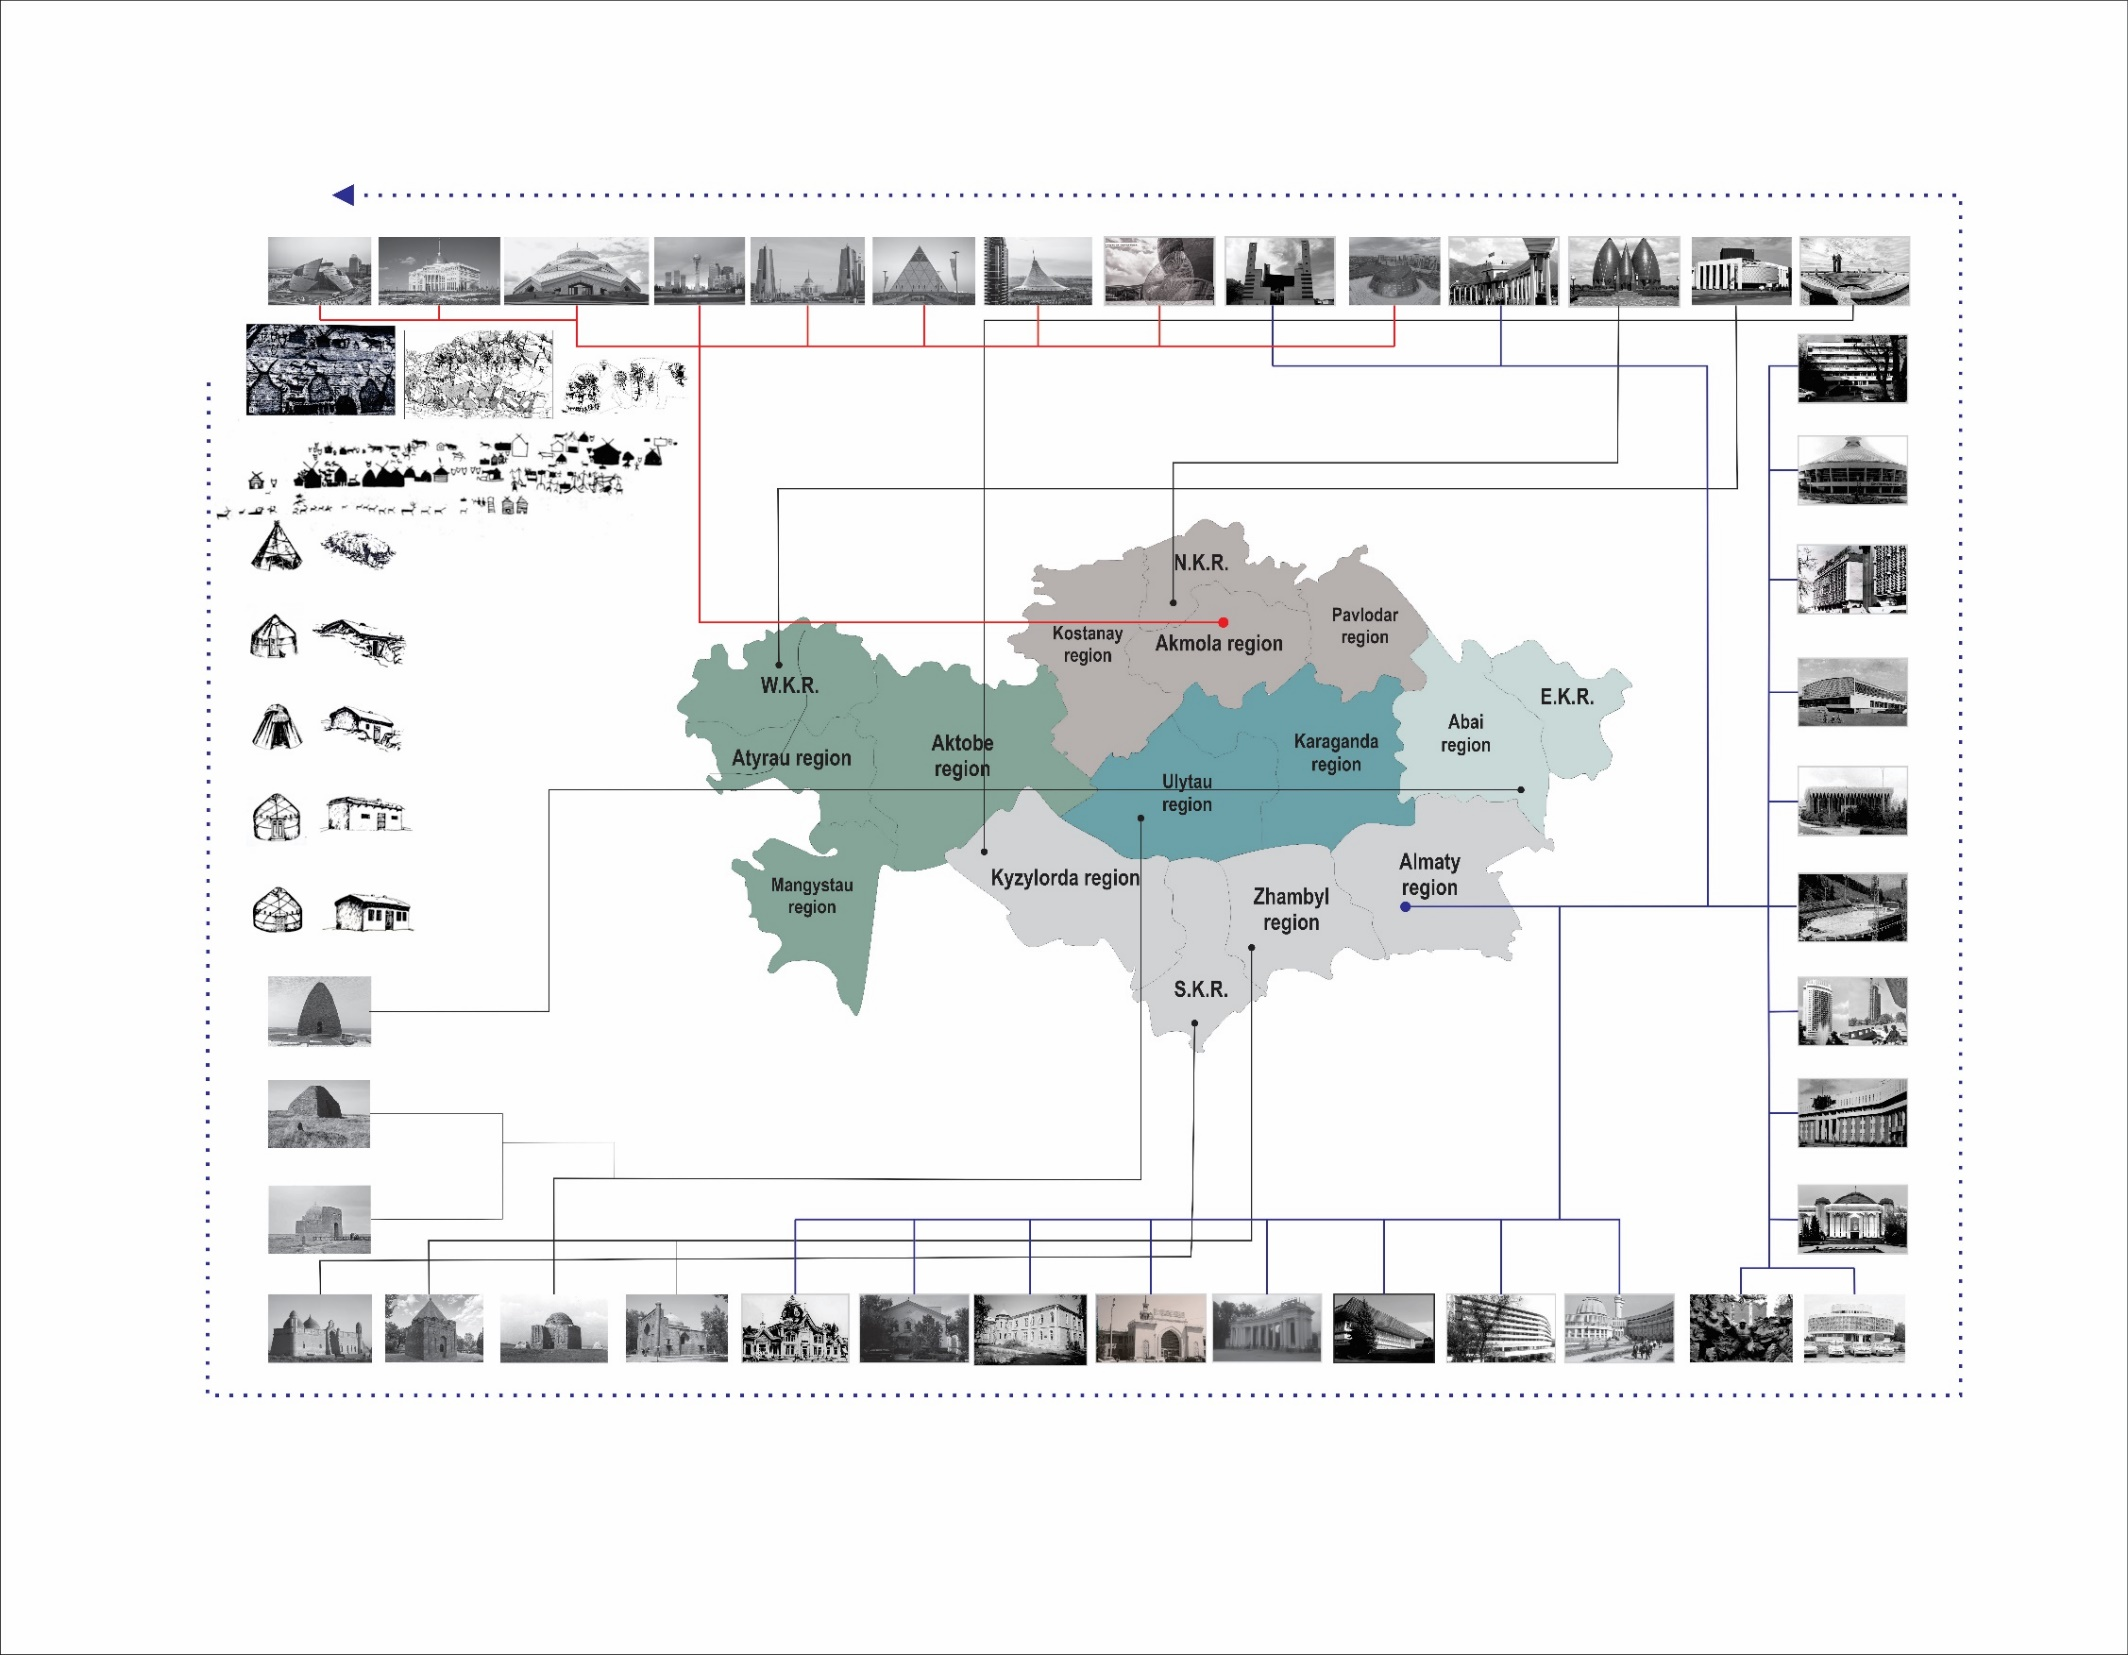 N.K.R.
Pavlodar
region
Kostanay
region
Akmola region
W.K.R.
E.K.R.
Abai
region
Aktobe
region
Karaganda
region
Atyrau region
Ulytau
region
Almaty
region
Kyzylorda region
Mangystau
region
Zhambyl
region
S.K.R.